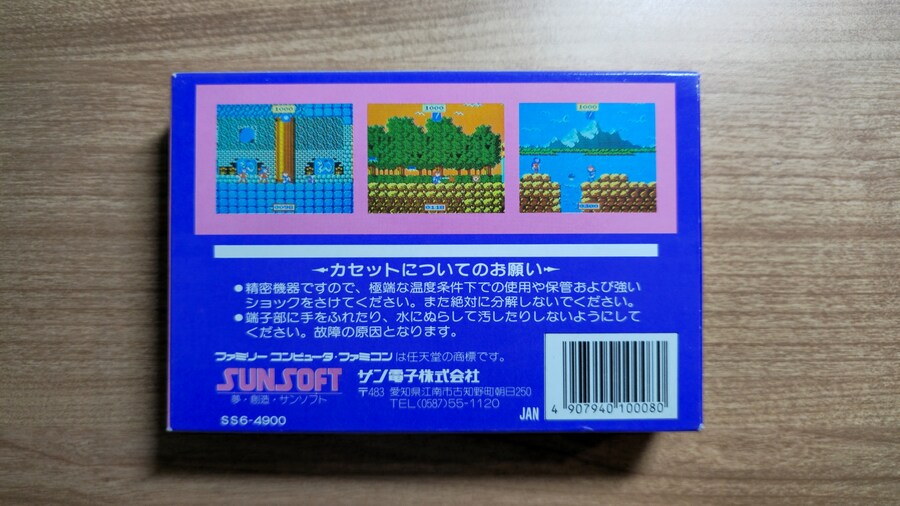 1000
1000
1000
0118
カセットについてのお願い
●精密機器ですので、極端な温度条件下での使用や保管および強い
ショックをさけてください。また絶対に分解しないでください。
●端子部に手をふれたり、水にぬらして汚したりしないようにして
ください。故障の原因となります。
ファミリーコンピュータ・ファミコンは任天堂の商標です。
SUNSOFT サン電子株式会社
夢・創造・サンソフト 〒483 愛知県江南市古知野町朝日250
TEL(0587)55-1120
SS6-4900
JAN 4 907940 100080